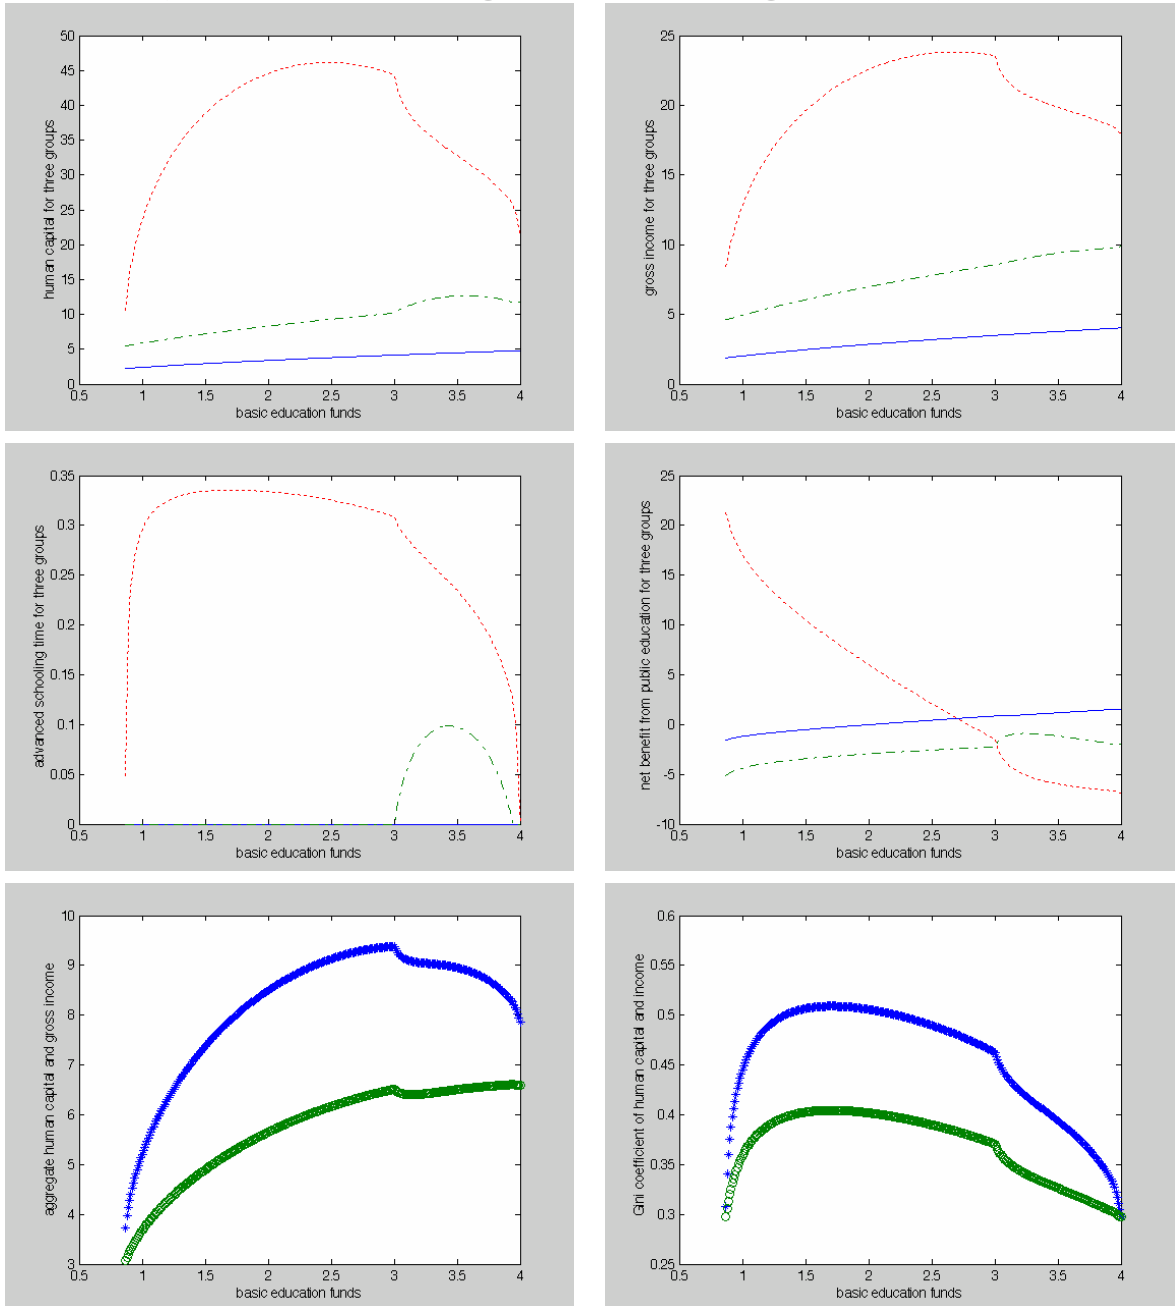 50
45
40
35
30
25
20
15
10
5
0
human capital for three groups
0.5 1 1.5 2 2.5 3 3.5 4
basic education funds
25
20
15
10
5
0
gross income for three groups
0.5 1 1.5 2 2.5 3 3.5 4
basic education funds
0.35
0.3
0.25
0.2
0.15
0.1
0.05
0
advanced schooling time for three groups
0.5 1 1.5 2 2.5 3 3.5 4
basic education funds
25
20
15
10
5
0
-5
-10
net benefit from public education for three groups
0.5 1 1.5 2 2.5 3 3.5 4
basic education funds
10
9
8
7
6
5
4
3
aggregate human capital and gross income
0.5 1 1.5 2 2.5 3 3.5 4
basic education funds
0.6
0.55
0.5
0.45
0.4
0.35
0.3
0.25
Gini coefficient of human capital and income
0.5 1 1.5 2 2.5 3 3.5 4
basic education funds